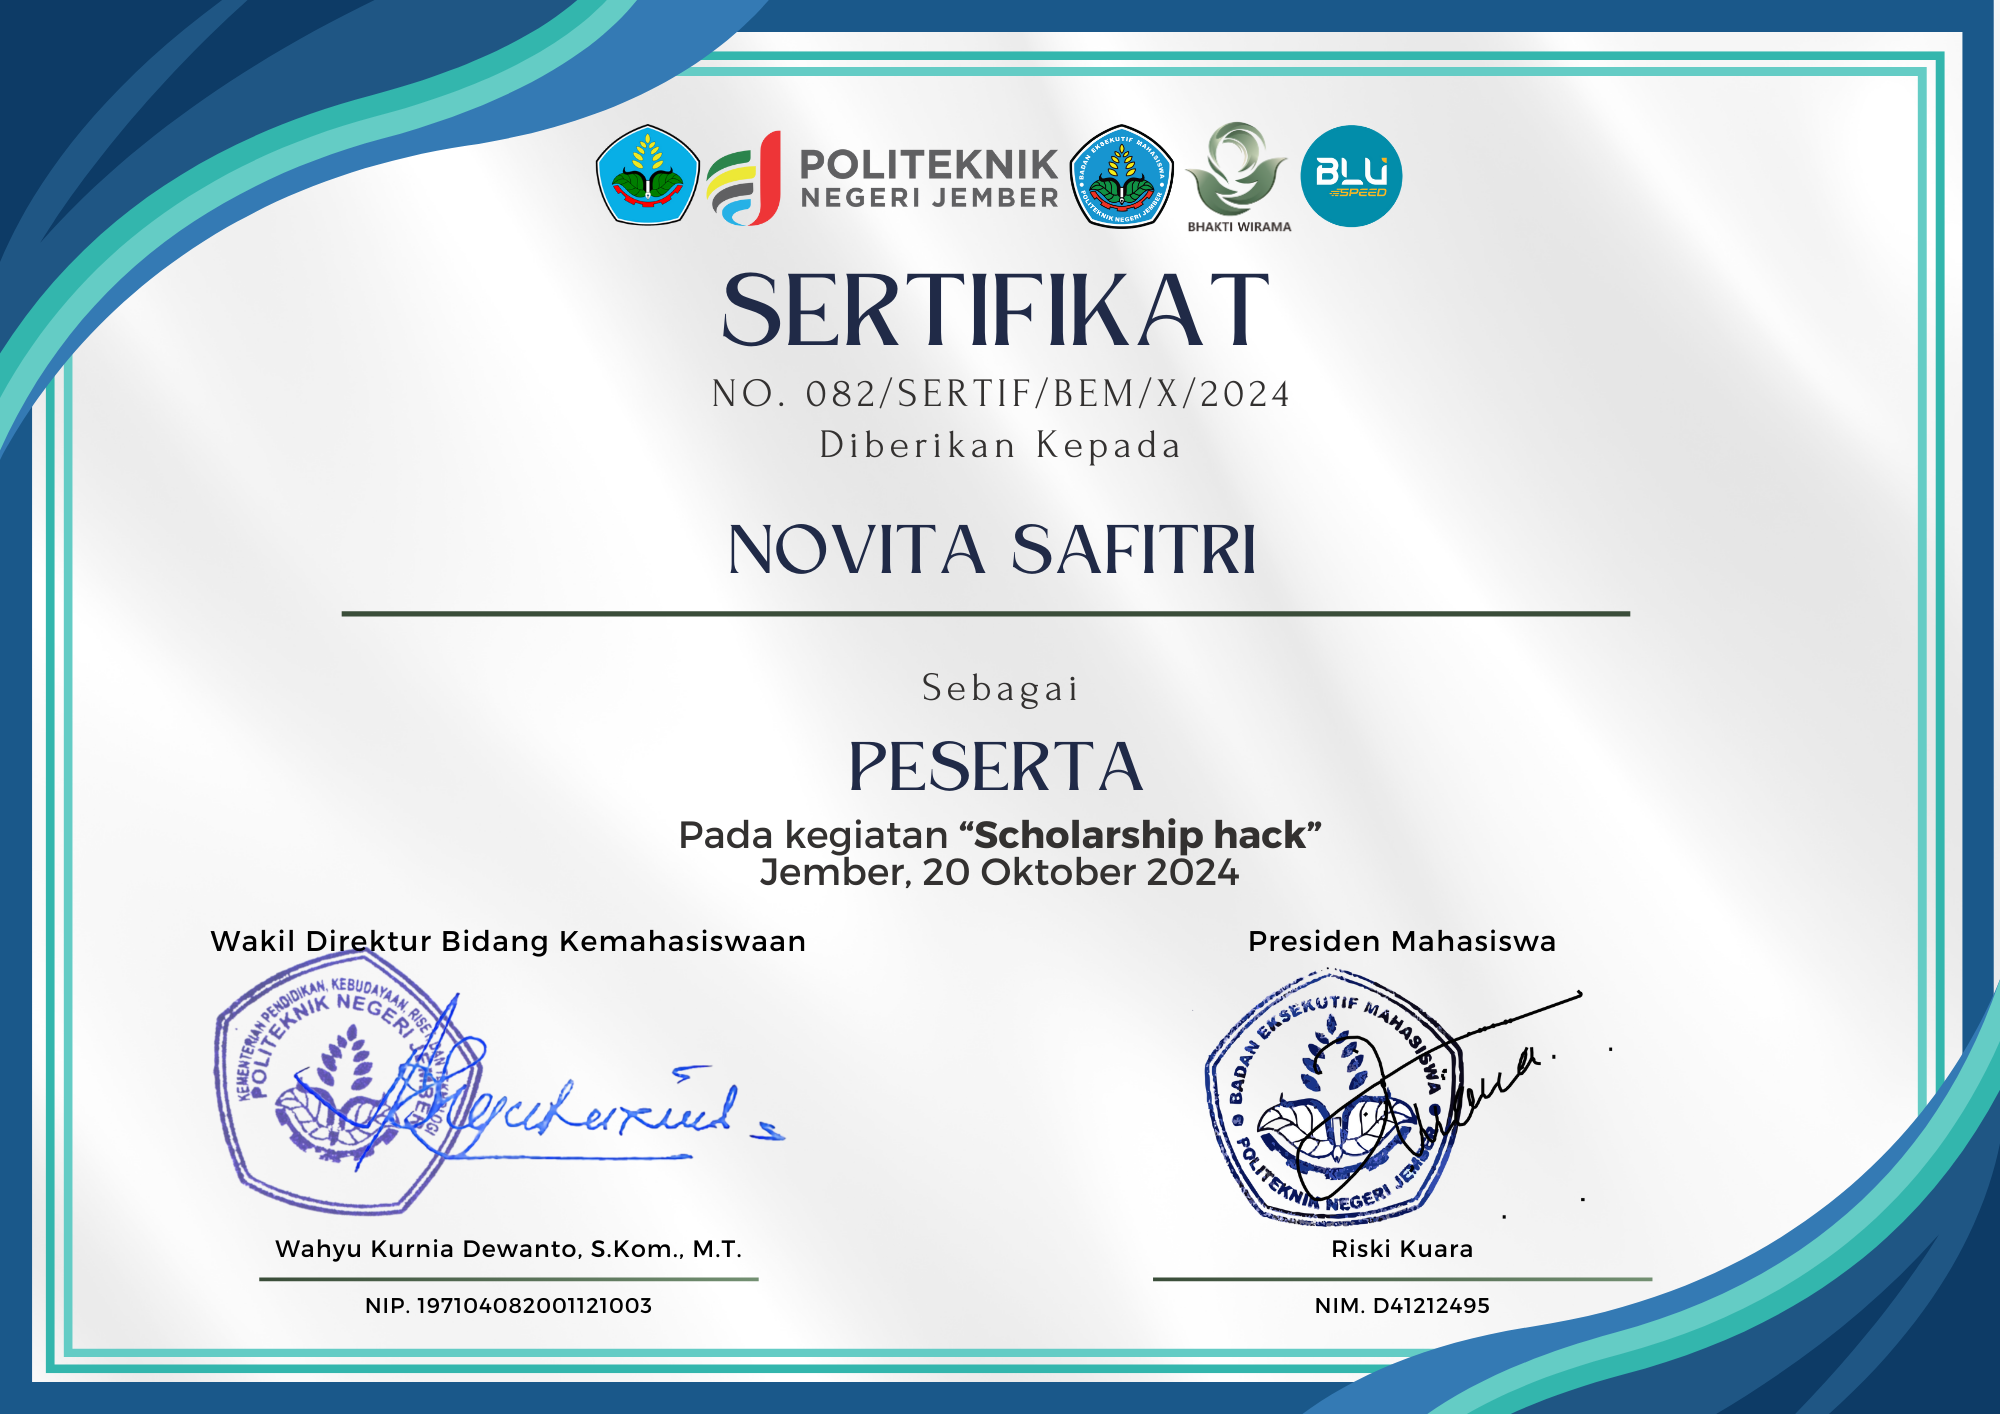 POLITEKNIK
NEGERI JEMBER
BADAN EKSEKUTIF MAHASISWA
POLITEKNIK NEGERI JEMBER
BHAKTI WIRAMA
BLU
SPEED
SERTIFIKAT
NO. 082/SERTIF/BEM/X/2024
Diberikan Kepada
NOVITA SAFITRI
Sebagai
PESERTA
Pada kegiatan “Scholarship hack”
Jember, 20 Oktober 2024
Wakil Direktur Bidang Kemahasiswaan
KEMENTERIAN PENDIDIKAN, KEBUDAYAAN, RISET DAN TEKNOLOGI
POLITEKNIK NEGERI JEMBER
Wahyu Kurnia Dewanto, S.Kom., M.T.
NIP. 197104082001121003
Presiden Mahasiswa
BADAN EKSEKUTIF MAHASISWA
POLITEKNIK NEGERI JEMBER
Riski Kuara
NIM. D41212495